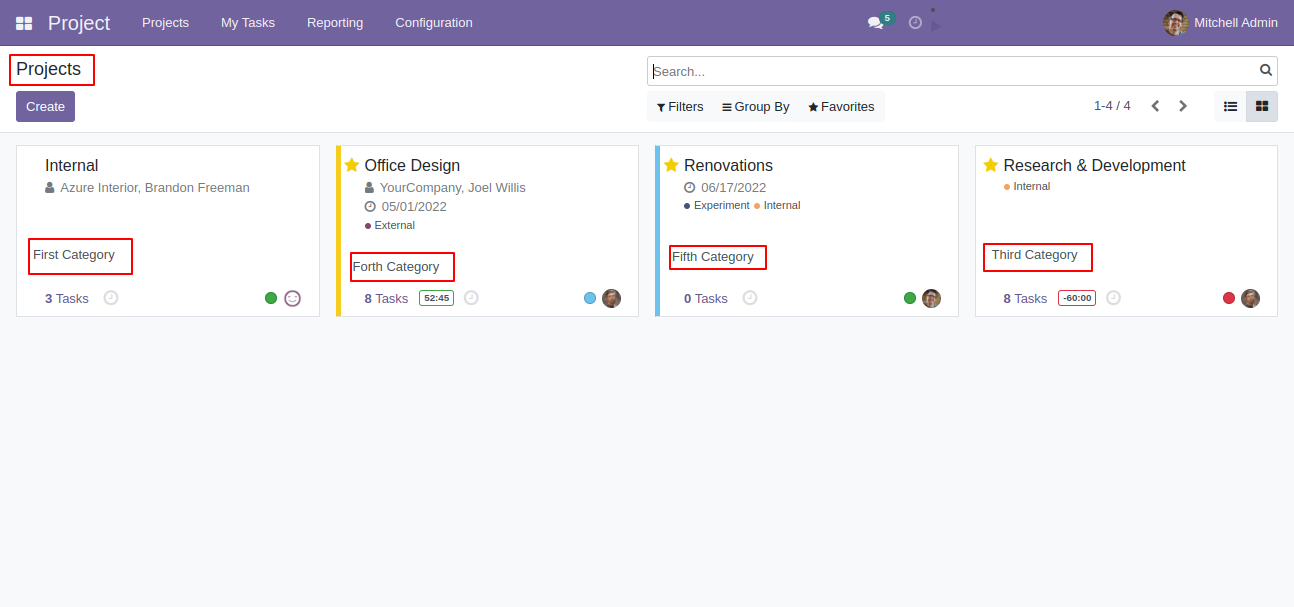 Project Projects My Tasks Reporting Configuration 5 Mitchell Admin
Projects
Search...
Create
Filters Group By Favorites 1-4 / 4
Internal
Azure Interior, Brandon Freeman
First Category
3 Tasks
Office Design
YourCompany, Joel Willis
05/01/2022
External
Forth Category
8 Tasks 52:45
Renovations
06/17/2022
Experiment Internal
Fifth Category
0 Tasks
Research & Development
Internal
Third Category
8 Tasks -60:00